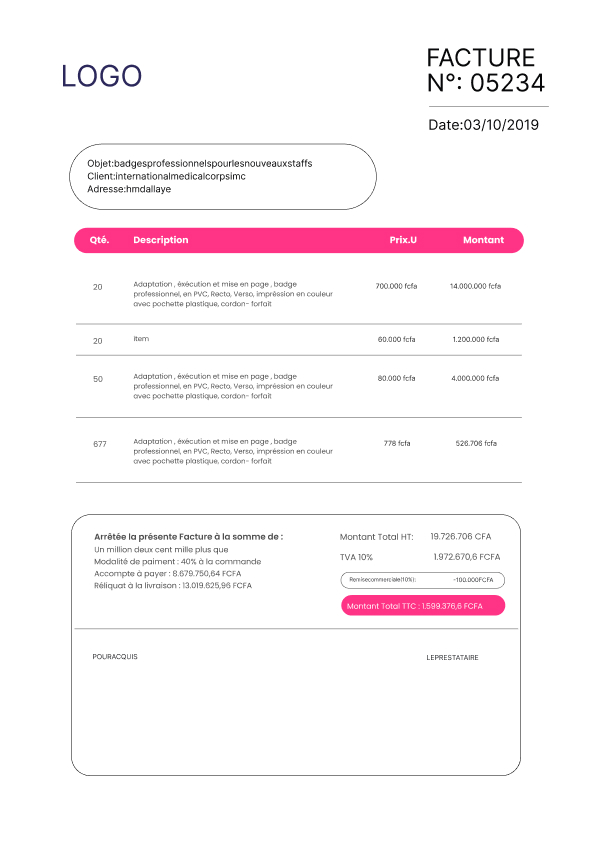 LOGO
FACTURE
N°: 05234
Date:03/10/2019
Objet:badgesprofessionnelspourlesnouveauxstaffs
Client:internationalmedicalcorpsimc
Adresse:hmdallaye
Qté. Description Prix.U Montant
20 Adaptation , éxécution et mise en page , badge 700.000 fcfa 14.000.000 fcfa
professionnel, en PVC, Recto, Verso, impréssion en couleur
avec pochette plastique, cordon- forfait
20 Item 60.000 fcfa 1.200.000 fcfa
50 Adaptation , éxécution et mise en page , badge 80.000 fcfa 4.000.000 fcfa
professionnel, en PVC, Recto, Verso, impréssion en couleur
avec pochette plastique, cordon- forfait
677 Adaptation , éxécution et mise en page , badge 778 fcfa 526.706 fcfa
professionnel, en PVC, Recto, Verso, impréssion en couleur
avec pochette plastique, cordon- forfait
Arrêtée la présente Facture à la somme de :
Un million deux cent mille plus que
Modalité de paiment : 40% à la commande
Accompte à payer : 8.679.750,64 FCFA
Réliquat à la livraison : 13.019.625,96 FCFA
Montant Total HT: 19.726.706 CFA
TVA 10% 1.972.670,6 FCFA
Remisecommerciale(10%): -100.000FCFA
Montant Total TTC : 1.599.376,6 FCFA
POURACQUIS LEPRESTATAIRE